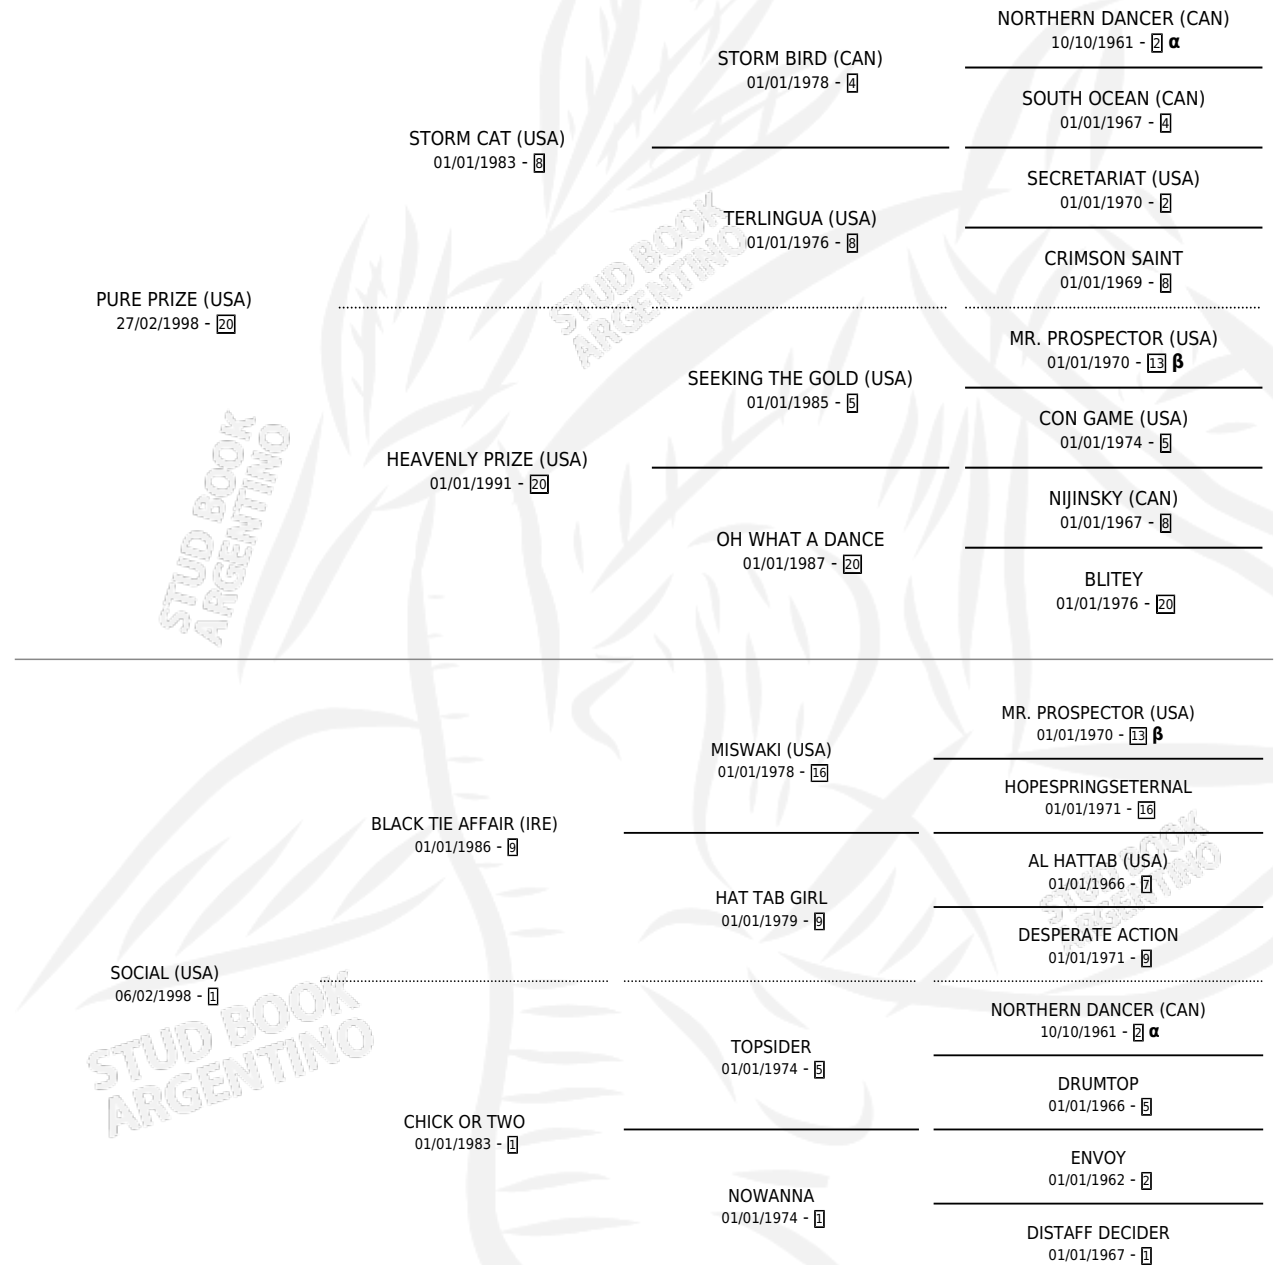 NORTHERN DANCER (CAN)
10/10/1961 - 2 α
STORM BIRD (CAN)
01/01/1978 - 4
SOUTH OCEAN (CAN)
01/01/1967 - 4
STORM CAT (USA)
01/01/1983 - 8
SECRETARIAT (USA)
01/01/1970 - 2
TERLINGUA (USA)
01/01/1976 - 8
CRIMSON SAINT
01/01/1969 - 8
PURE PRIZE (USA)
27/02/1998 - 20
MR. PROSPECTOR (USA)
01/01/1970 - 13 β
SEEKING THE GOLD (USA)
01/01/1985 - 5
CON GAME (USA)
01/01/1974 - 5
HEAVENLY PRIZE (USA)
01/01/1991 - 20
NIJINSKY (CAN)
01/01/1967 - 8
OH WHAT A DANCE
01/01/1987 - 20
BLITEY
01/01/1976 - 20
MR. PROSPECTOR (USA)
01/01/1970 - 13 β
MISWAKI (USA)
01/01/1978 - 16
HOPESPRINGSETERNAL
01/01/1971 - 16
BLACK TIE AFFAIR (IRE)
01/01/1986 - 9
AL HATTAB (USA)
01/01/1966 - 7
HAT TAB GIRL
01/01/1979 - 9
DESPERATE ACTION
01/01/1971 - 9
SOCIAL (USA)
06/02/1998 - 1
NORTHERN DANCER (CAN)
10/10/1961 - 2 α
TOPSIDER
01/01/1974 - 5
DRUMTOP
01/01/1966 - 5
CHICK OR TWO
01/01/1983 - 1
ENVOY
01/01/1962 - 2
NOWANNA
01/01/1974 - 1
DISTAFF DECIDER
01/01/1967 - 1
STUD BOOK
ARGENTINO
STUD BOOK
ARGENTINO
STUD BOOK
ARGENTINO
STUD BOOK
ARGENTINO